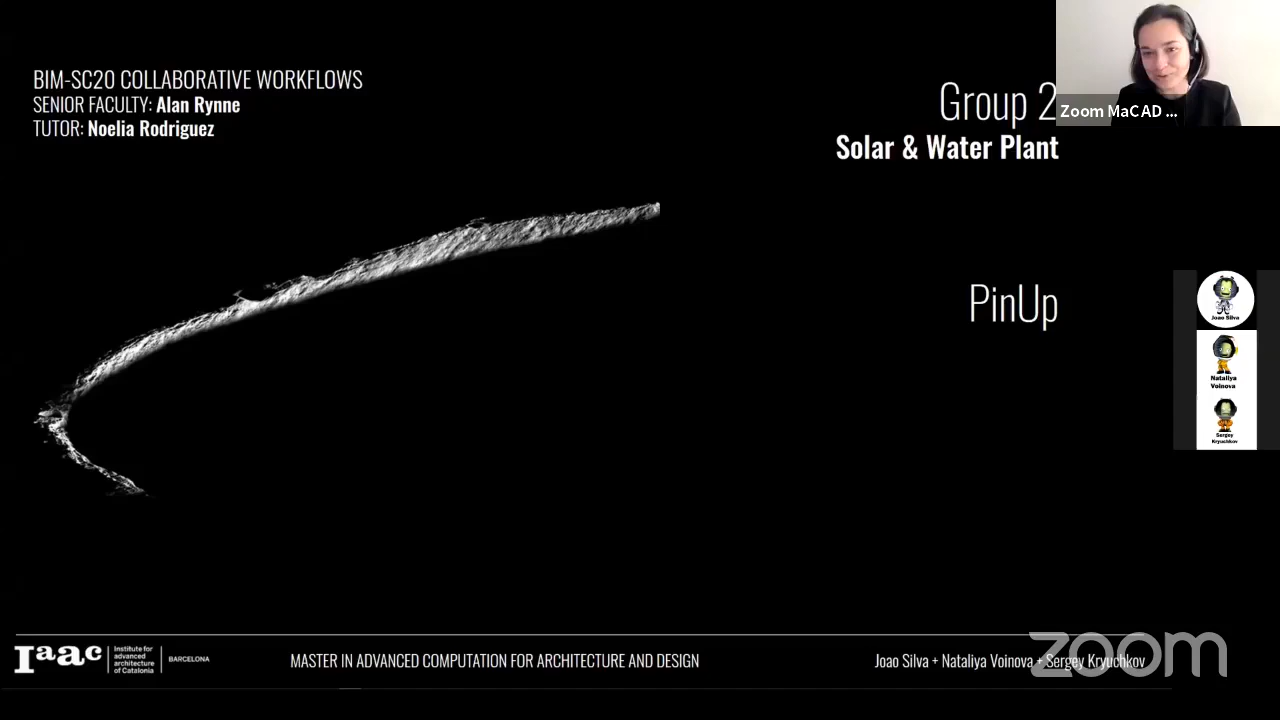 BIM-SC20 COLLABORATIVE WORKFLOWS
SENIOR FACULTY: Alan Rynne
TUTOR: Noelia Rodriguez
Group 2
Solar & Water Plant
Zoom MaCAD ...
PinUp
Joao Silva
Nataliya
Voinova
Sergey
Kryuchkov
Iaac
Institute for
advanced
architecture
of Catalonia
BARCELONA
MASTER IN ADVANCED COMPUTATION FOR ARCHITECTURE AND DESIGN
Joao Silva + Nataliya Voinova + Sergey Kryuchkov
zoom